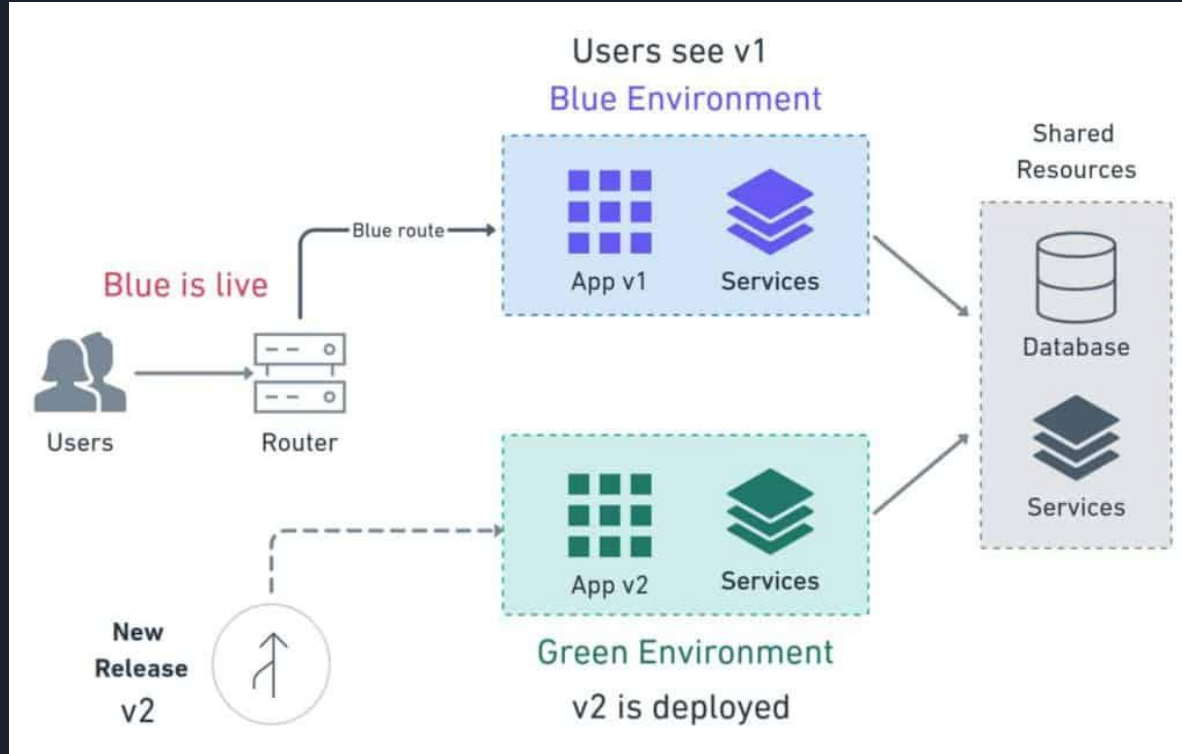 Users see v1
Blue Environment
Shared
Resources
Blue route
App v1
Services
Blue is live
Database
Users
Router
Services
App v2
Services
New
Release
v2
Green Environment
v2 is deployed